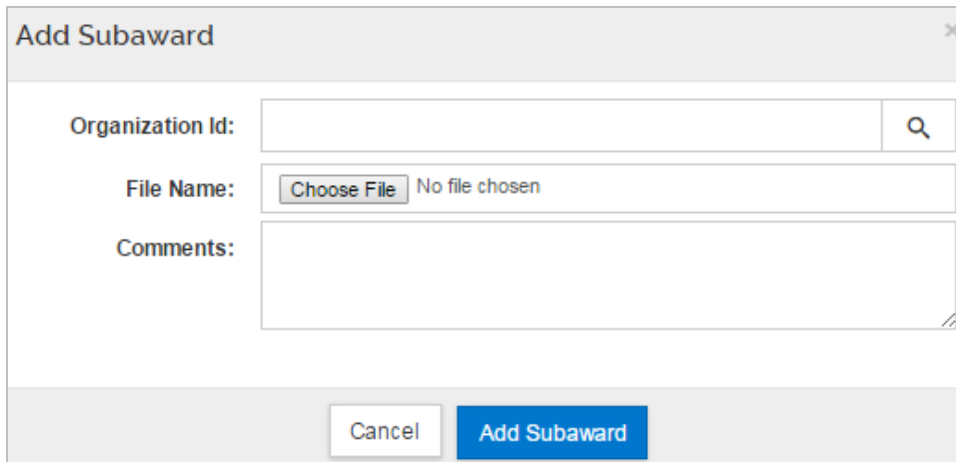 Add Subaward
Organization Id:
File Name: Choose File No file chosen
Comments:
Cancel Add Subaward